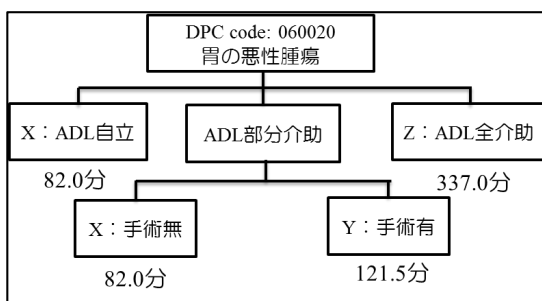 DPC code: 060020
胃の悪性腫瘍
X：ADL自立
ADL部分介助
Z：ADL全介助
82.0分
337.0分
X：手術無
Y：手術有
82.0分
121.5分